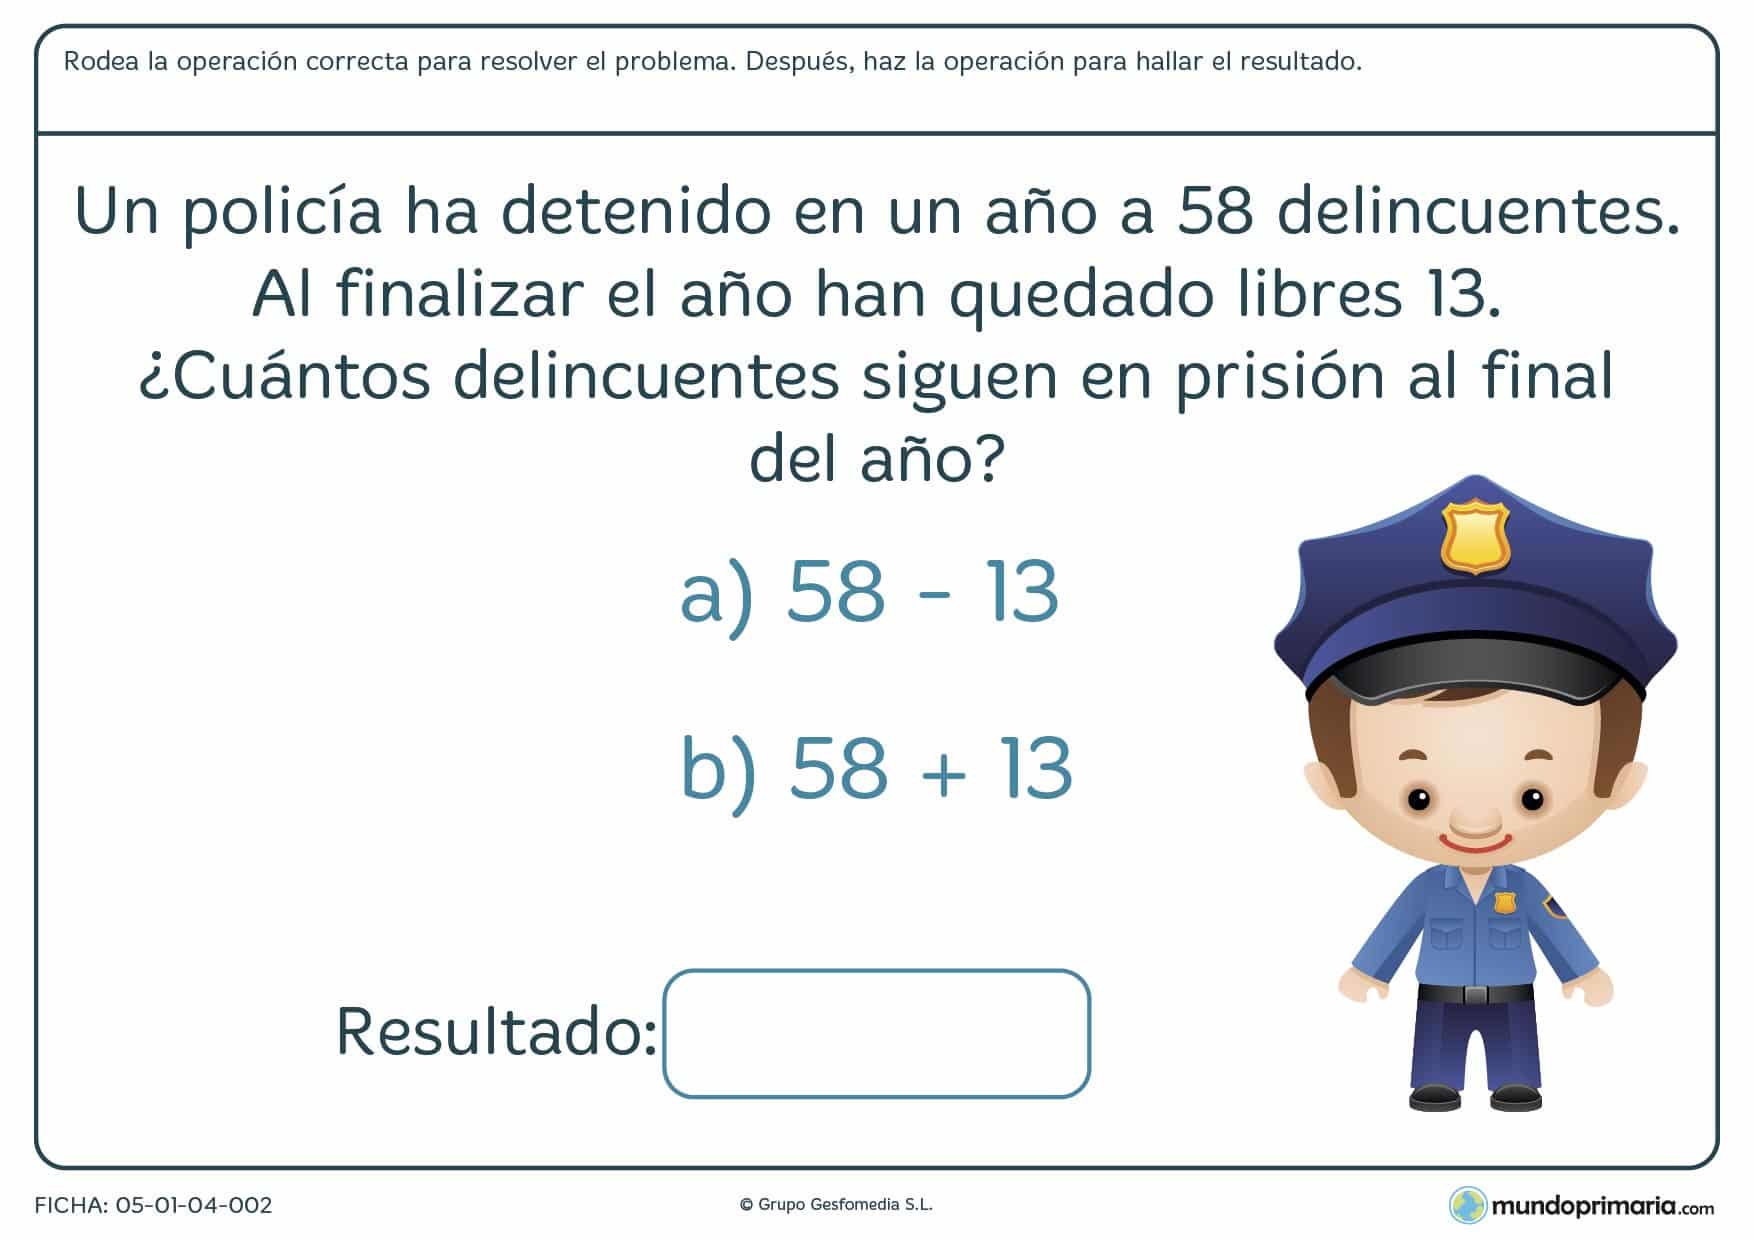 Rodea la operación correcta para resolver el problema. Después, haz la operación para hallar el resultado.
Un policía ha detenido en un año a 58 delincuentes.
Al finalizar el año han quedado libres 13.
¿Cuántos delincuentes siguen en prisión al final
del año?
a) 58 - 13
b) 58 + 13
Resultado:
FICHA: 05-01-04-002
© Grupo Gesfomedia S.L.
mundoprimaria.com